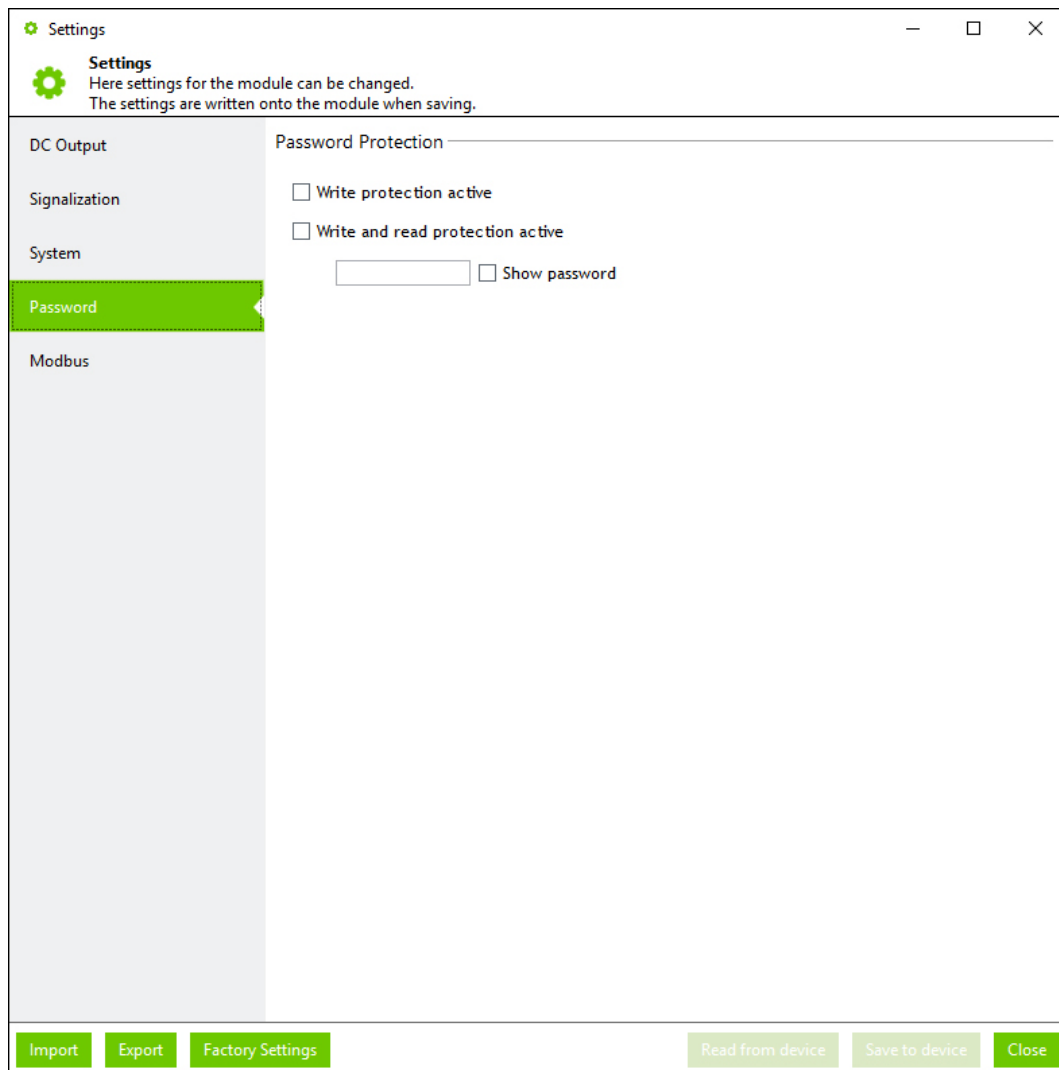 Settings
Settings
Here settings for the module can be changed.
The settings are written onto the module when saving.
DC Output
Signalization
System
Password
Modbus
Password Protection
Write protection active
Write and read protection active
Show password
Import
Export
Factory Settings
Read from device
Save to device
Close